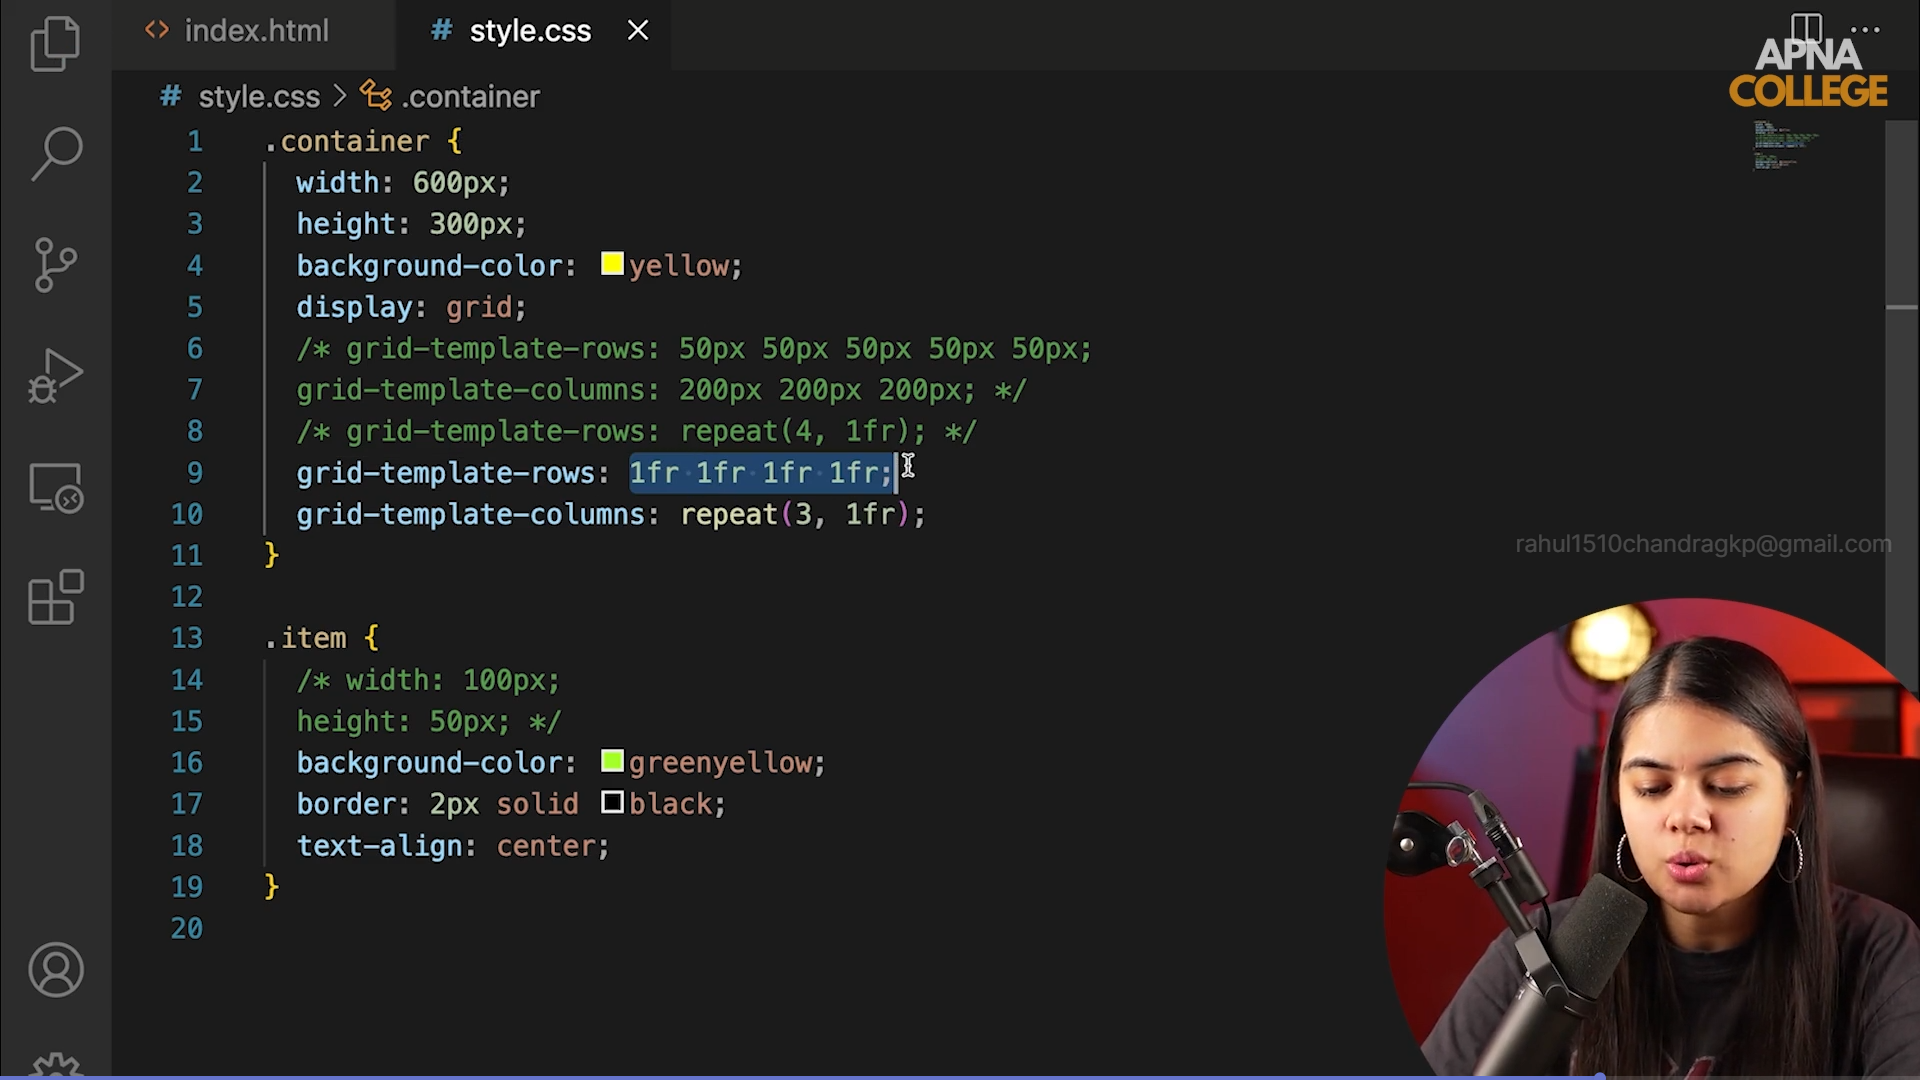 index.html
style.css
APNA
COLLEGE
# style.css > .container
1 .container {
2 width: 600px;
3 height: 300px;
4 background-color: yellow;
5 display: grid;
6 /* grid-template-rows: 50px 50px 50px 50px 50px;
7 grid-template-columns: 200px 200px 200px; */
8 /* grid-template-rows: repeat(4, 1fr); */
9 grid-template-rows: 1fr 1fr 1fr 1fr;
10 grid-template-columns: repeat(3, 1fr);
11 }
rahul1510chandragkp@gmail.com
12
13 .item {
14 /* width: 100px;
15 height: 50px; */
16 background-color: greenyellow;
17 border: 2px solid black;
18 text-align: center;
19 }
20